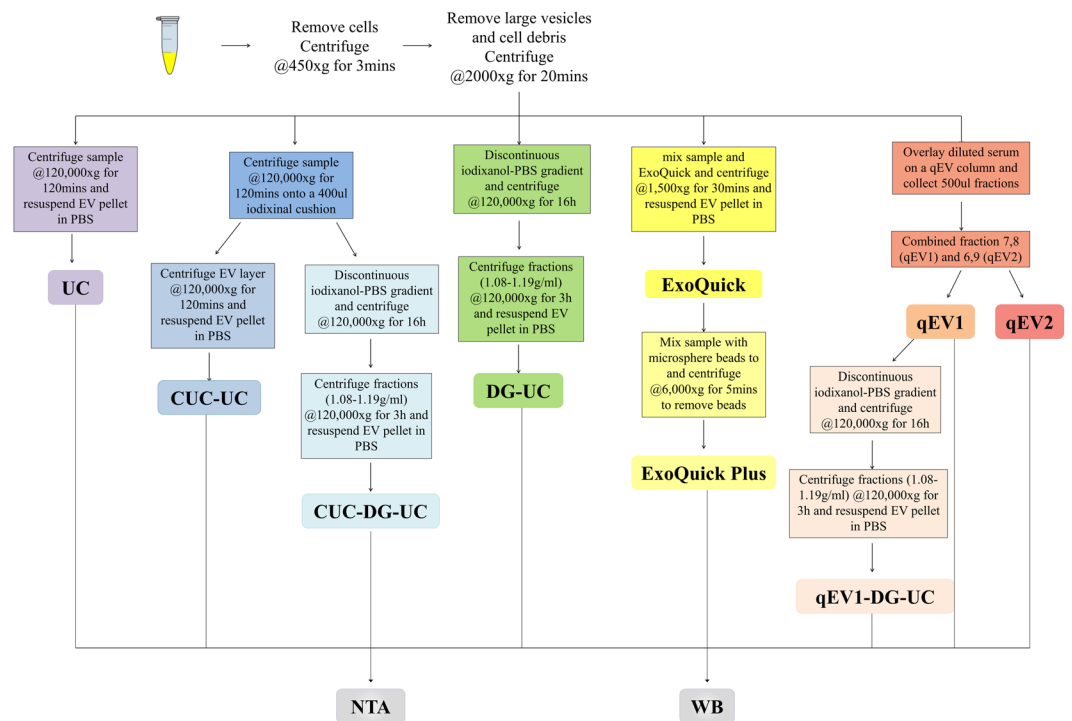 Remove cells
Centrifuge
@450xg for 3mins
Remove large vesicles
and cell debris
Centrifuge
@2000xg for 20mins
Centrifuge sample
@120,000xg for
120mins and
resuspend EV pellet
in PBS
UC
Centrifuge sample
@120,000xg for
120mins onto a 400ul
iodixinal cushion
Centrifuge EV layer
@120,000xg for
120mins and
resuspend EV pellet
in PBS
CUC-UC
Discontinuous
iodixanol-PBS gradient
and centrifuge
@120,000xg for 16h
Centrifuge fractions
(1.08-1.19g/ml)
@120,000xg for 3h and
resuspend EV pellet in
PBS
CUC-DG-UC
Discontinuous
iodixanol-PBS gradient
and centrifuge
@120,000xg for 16h
Centrifuge fractions
(1.08-1.19g/ml)
@120,000xg for 3h
and resuspend EV
pellet in PBS
DG-UC
mix sample and
ExoQuick and centrifuge
@1,500xg for 30mins and
resuspend EV pellet in
PBS
ExoQuick
Mix sample with
microsphere beads to
and centrifuge
@6,000xg for 5mins
to remove beads
ExoQuick Plus
Overlay diluted serum
on a qEV column and
collect 500ul fractions
Combined fraction 7,8
(qEV1) and 6,9 (qEV2)
qEV1
qEV2
Discontinuous
iodixanol-PBS gradient
and centrifuge
@120,000xg for 16h
Centrifuge fractions (1.08-
1.19g/ml) @120,000xg for
3h and resuspend EV pellet
in PBS
qEV1-DG-UC
NTA
WB